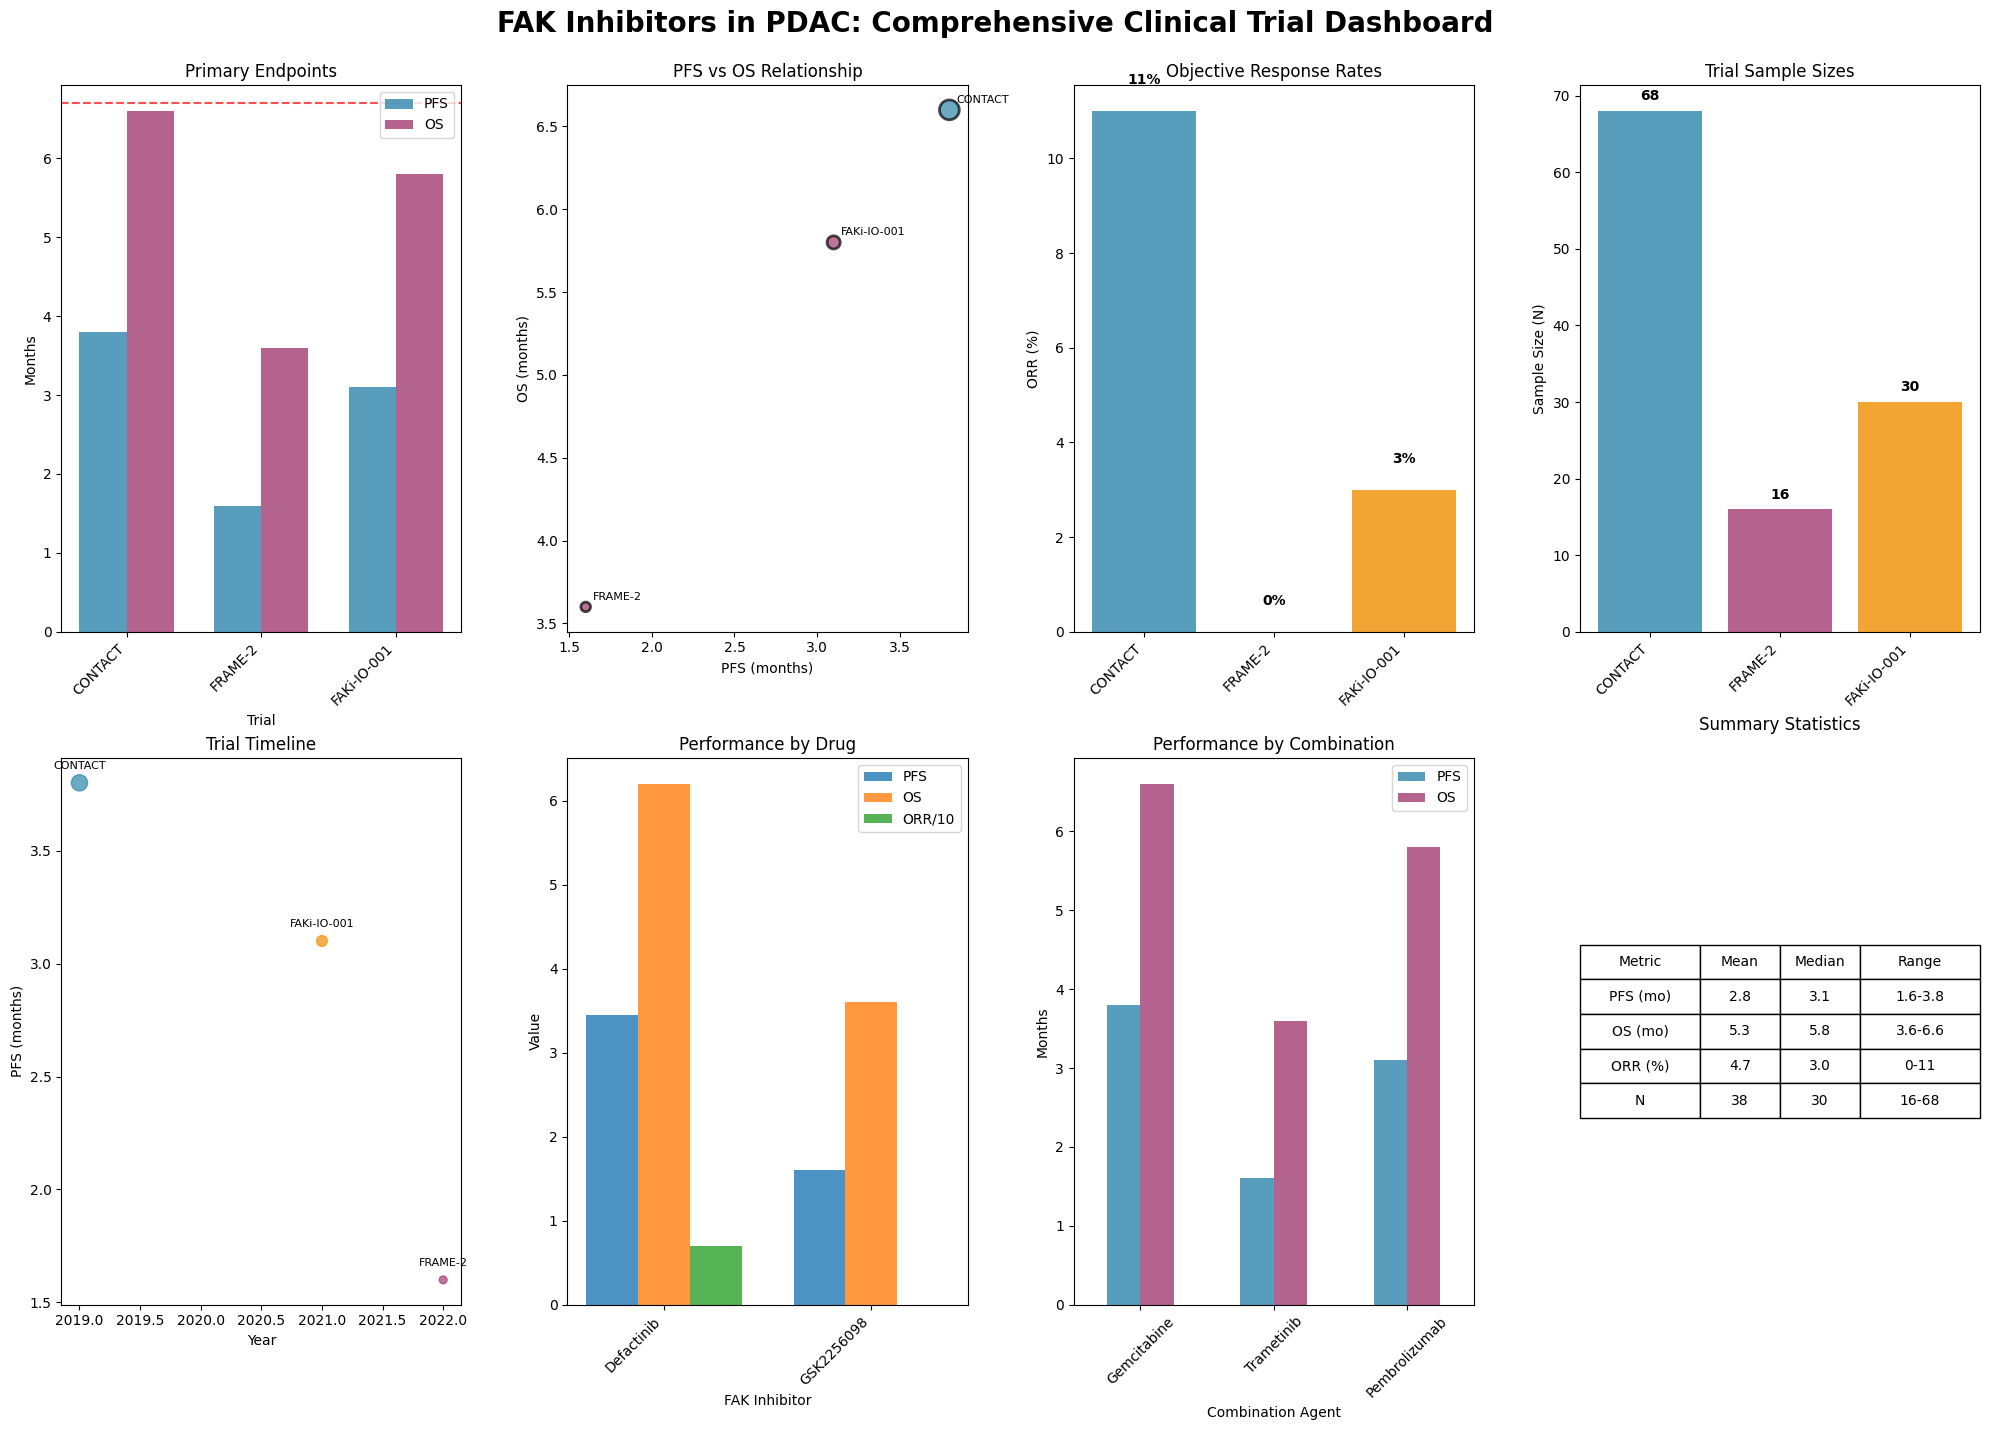 FAK Inhibitors in PDAC: Comprehensive Clinical Trial Dashboard
Primary Endpoints
PFS
OS
Months
6
5
4
3
2
1
0
CONTACT
FRAME-2
FAKi-IO-001
Trial
PFS vs OS Relationship
OS (months)
6.5
6.0
5.5
5.0
4.5
4.0
3.5
CONTACT
FAKi-IO-001
FRAME-2
1.5 2.0 2.5 3.0 3.5
PFS (months)
Objective Response Rates
ORR (%)
10
8
6
4
2
0
11%
0%
3%
CONTACT
FRAME-2
FAKi-IO-001
Trial Sample Sizes
Sample Size (N)
70
60
50
40
30
20
10
0
68
16
30
CONTACT
FRAME-2
FAKi-IO-001
Trial Timeline
PFS (months)
3.5
3.0
2.5
2.0
1.5
CONTACT
FAKi-IO-001
FRAME-2
2019.0 2019.5 2020.0 2020.5 2021.0 2021.5 2022.0
Year
Performance by Drug
PFS
OS
ORR/10
Value
6
5
4
3
2
1
0
Defactinib
GSK2256098
FAK Inhibitor
Performance by Combination
PFS
OS
Months
6
5
4
3
2
1
0
Gemcitabine
Trametinib
Pembrolizumab
Combination Agent
Summary Statistics
Metric Mean Median Range
PFS (mo) 2.8 3.1 1.6-3.8
OS (mo) 5.3 5.8 3.6-6.6
ORR (%) 4.7 3.0 0-11
N 38 30 16-68